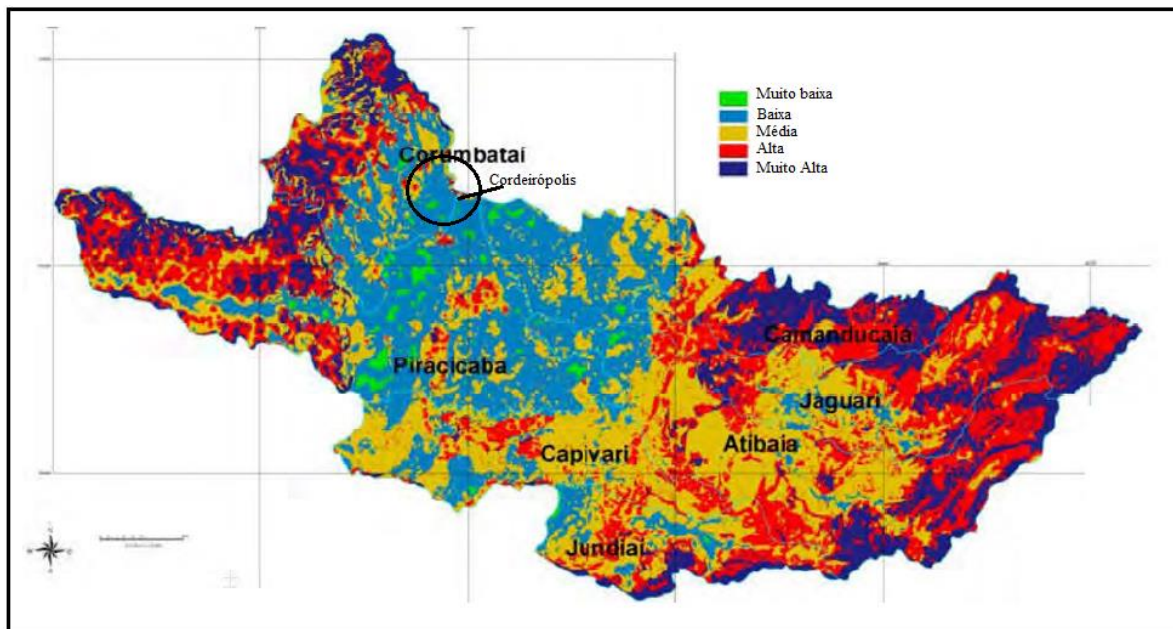 Muito baixa
Baixa
Média
Alta
Muito Alta
Corumbataí
Cordeirópolis
Camanducaia
Piracicaba
Jaguari
Atibaia
Capivari
Jundiaí